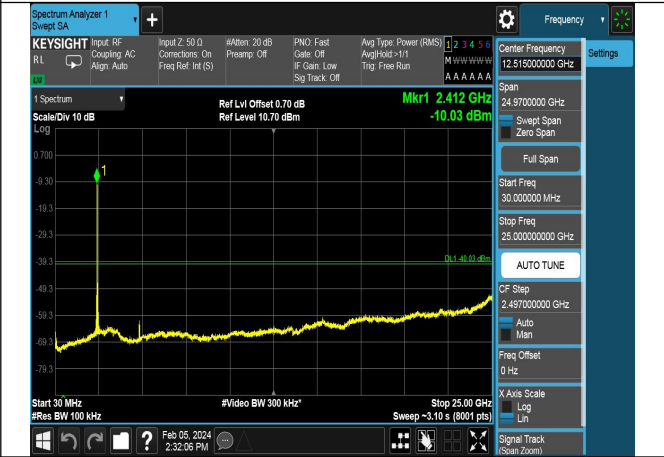 Spectrum Analyzer 1
Swept SA
Frequency
KEYSIGHT
RL
Input: RF
Coupling: AC
Align: Auto
Input Z: 50 Ω
Corrections: On
Freq Ref: Int (S)
#Atten: 20 dB
Preamp: Off
PNO: Fast
Gate: Off
IF Gain: Low
Sig Track: Off
Avg Type: Power (RMS)
Avg|Hold:>1/1
Trig: Free Run
1 2 3 4 5 6
M W W W W W
A A A A A A
1 Spectrum
Scale/Div 10 dB
Log
Ref Lvl Offset 0.70 dB
Ref Level 10.70 dBm
Mkr1 2.412 GHz
-10.03 dBm
0.700
-9.30
-19.3
-29.3
-39.3
-49.3
-59.3
-69.3
-79.3
1
DL1 -40.03 dBm
Start 30 MHz
#Res BW 100 kHz
#Video BW 300 kHz*
Stop 25.00 GHz
Sweep ~3.10 s (8001 pts)
Feb 05, 2024
2:32:06 PM
Center Frequency
12.515000000 GHz
Settings
Span
24.9700000 GHz
Swept Span
Zero Span
Full Span
Start Freq
30.000000 MHz
Stop Freq
25.000000000 GHz
AUTO TUNE
CF Step
2.497000000 GHz
Auto
Man
Freq Offset
0 Hz
X Axis Scale
Log
Lin
Signal Track
(Span Zoom)